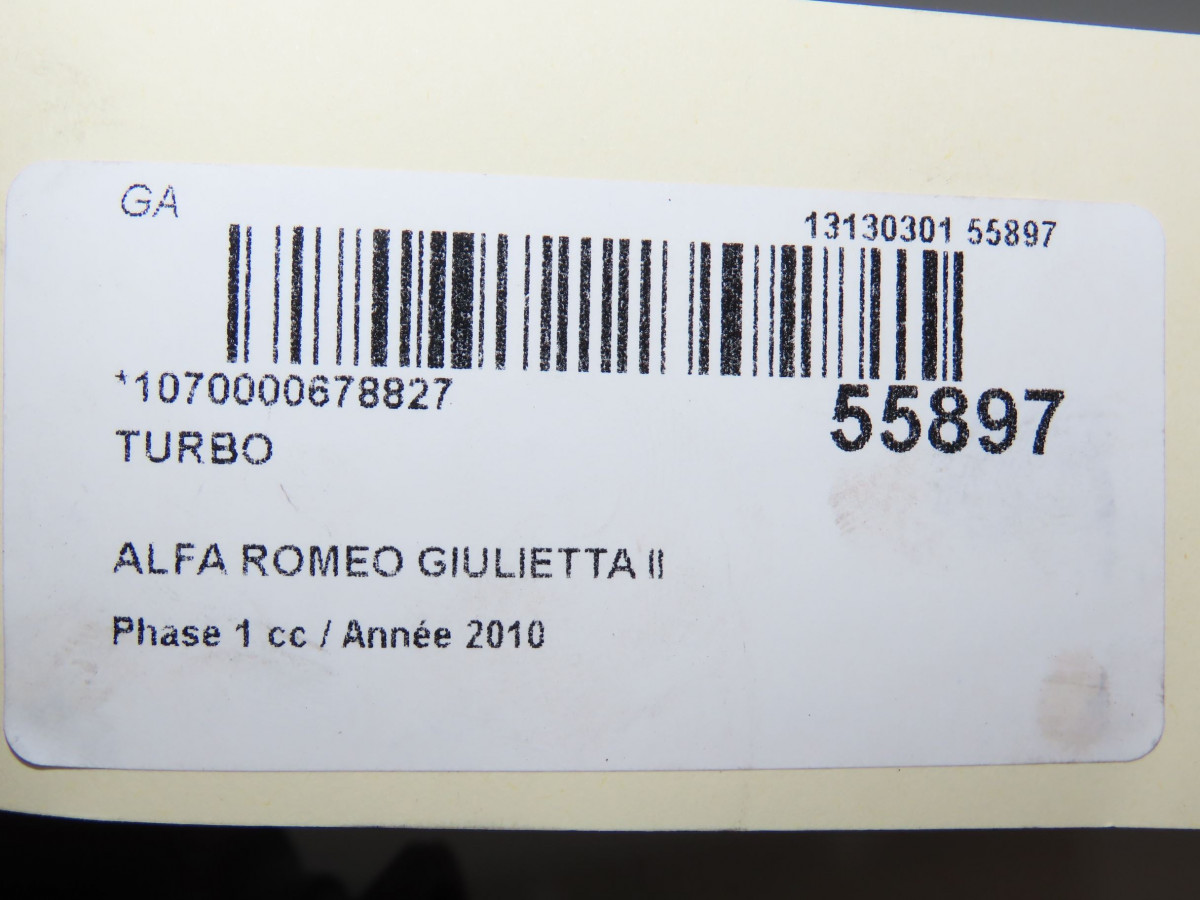 GA
13130301 55897
*1070000678827
55897
TURBO
ALFA ROMEO GIULIETTA II
Phase 1 cc / Année 2010